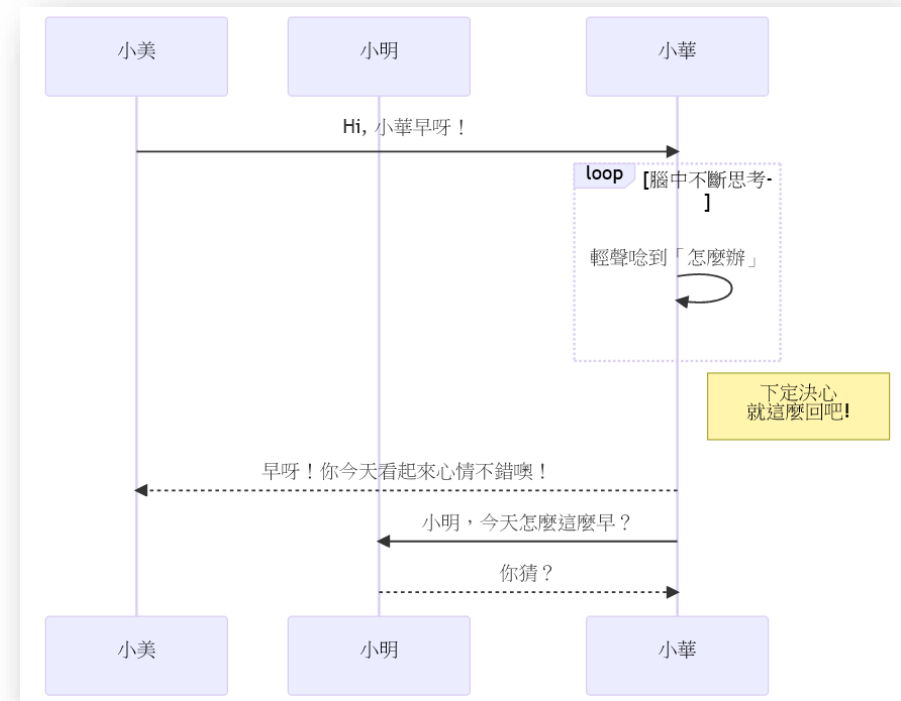 小美
小明
小華
Hi, 小華早呀！
loop
[腦中不斷思考-
]
輕聲唸到「怎麼辦」
下定決心
就這麼回吧!
早呀！你今天看起來心情不錯噢！
小明，今天怎麼這麼早？
你猜？
小美
小明
小華